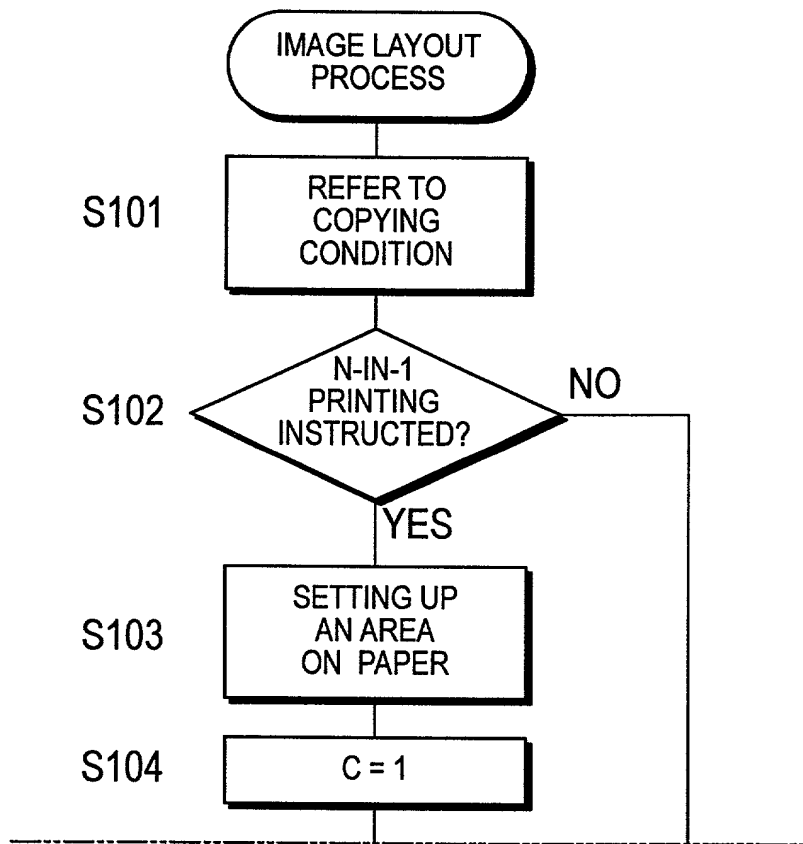 IMAGE LAYOUT
PROCESS
S101
REFER TO
COPYING
CONDITION
S102
N-IN-1
PRINTING
INSTRUCTED?
NO
YES
S103
SETTING UP
AN AREA
ON PAPER
S104
C = 1